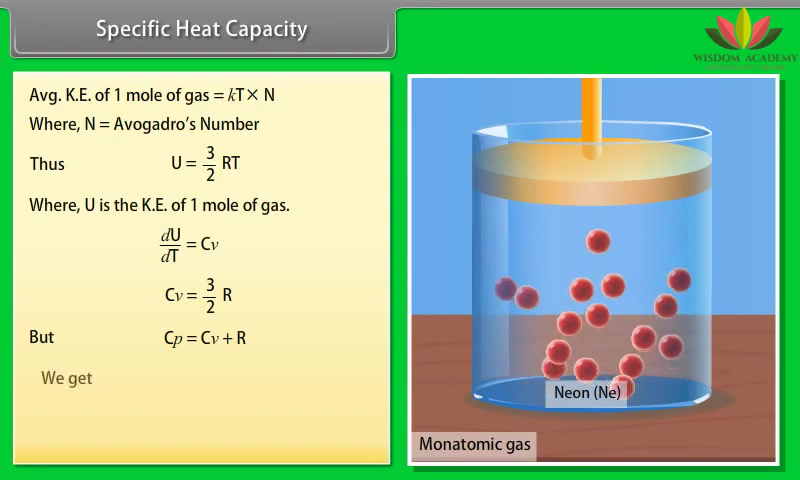 Specific Heat Capacity
WISDOM ACADEMY
Avg. K.E. of 1 mole of gas = kT × N
Where, N = Avogadro's Number
Thus U = 3/2 RT
Where, U is the K.E. of 1 mole of gas.
dU/dT = Cv
Cv = 3/2 R
But Cp = Cv + R
We get
Neon (Ne)
Monatomic gas